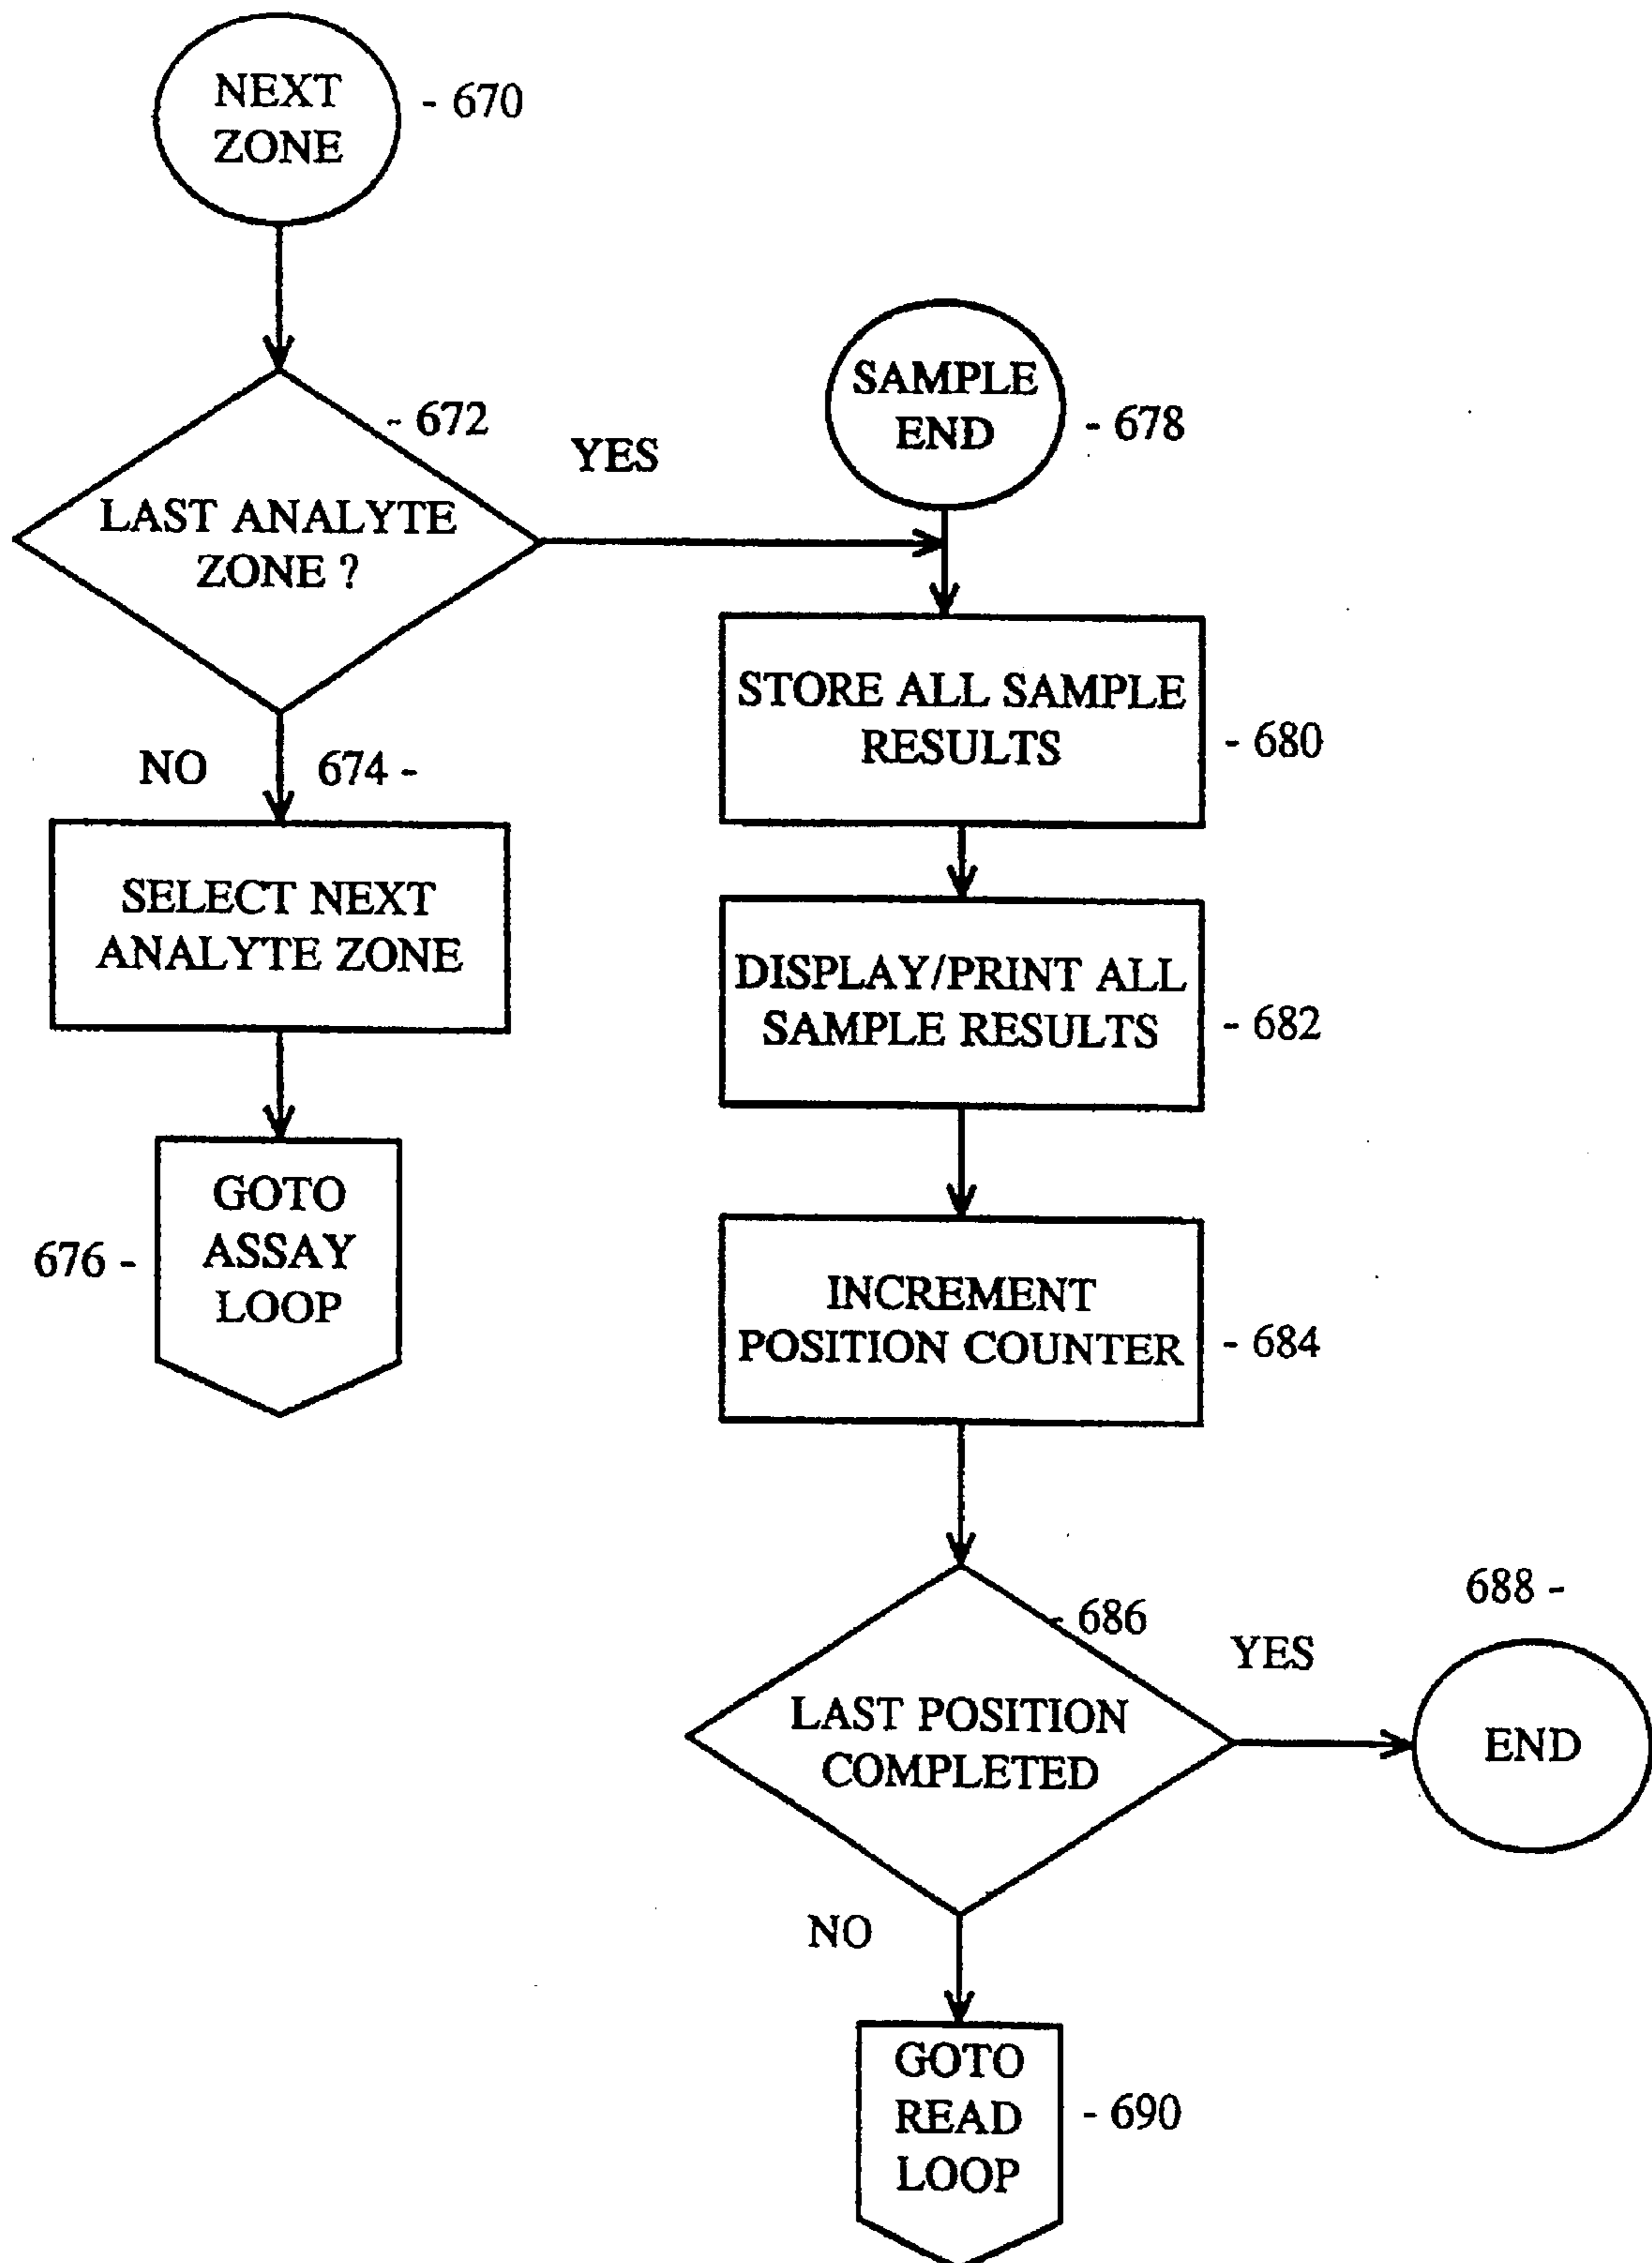 NEXT
ZONE
- 670
- 672
LAST ANALYTE
ZONE ?
YES
SAMPLE
END
- 678
NO
674 -
SELECT NEXT
ANALYTE ZONE
GOTO
ASSAY
LOOP
676 -
STORE ALL SAMPLE
RESULTS
- 680
DISPLAY/PRINT ALL
SAMPLE RESULTS
- 682
INCREMENT
POSITION COUNTER
- 684
- 686
LAST POSITION
COMPLETED
YES
688 -
END
NO
GOTO
READ
LOOP
- 690